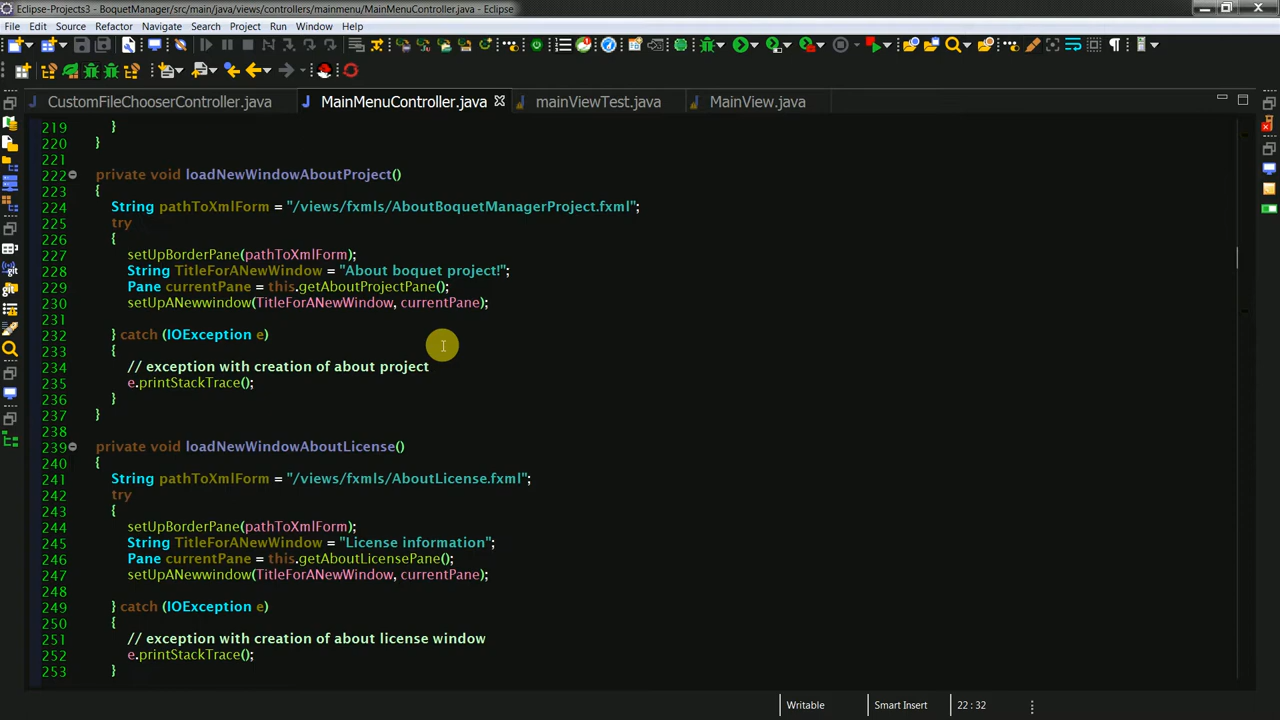 Eclipse-Projects3 - BoquetManager/src/main/java/views/controllers/mainmenu/MainMenuController.java - Eclipse
File Edit Source Refactor Navigate Search Project Run Window Help
CustomFileChooserController.java MainMenuController.java mainViewTest.java MainView.java
219 }
220 }
221
222 private void loadNewWindowAboutProject()
223 {
224 String pathToXmlForm = "/views/fxmls/AboutBoquetManagerProject.fxml";
225 try
226 {
227 setUpBorderPane(pathToXmlForm);
228 String TitleForANewWindow = "About boquet project!";
229 Pane currentPane = this.getAboutProjectPane();
230 setUpANewwindow(TitleForANewWindow, currentPane);
231
232 } catch (IOException e)
233 {
234 // exception with creation of about project
235 e.printStackTrace();
236 }
237 }
238
239 private void loadNewWindowAboutLicense()
240 {
241 String pathToXmlForm = "/views/fxmls/AboutLicense.fxml";
242 try
243 {
244 setUpBorderPane(pathToXmlForm);
245 String TitleForANewWindow = "License information";
246 Pane currentPane = this.getAboutLicensePane();
247 setUpANewwindow(TitleForANewWindow, currentPane);
248
249 } catch (IOException e)
250 {
251 // exception with creation of about license window
252 e.printStackTrace();
253 }
Writable Smart Insert 22 : 32